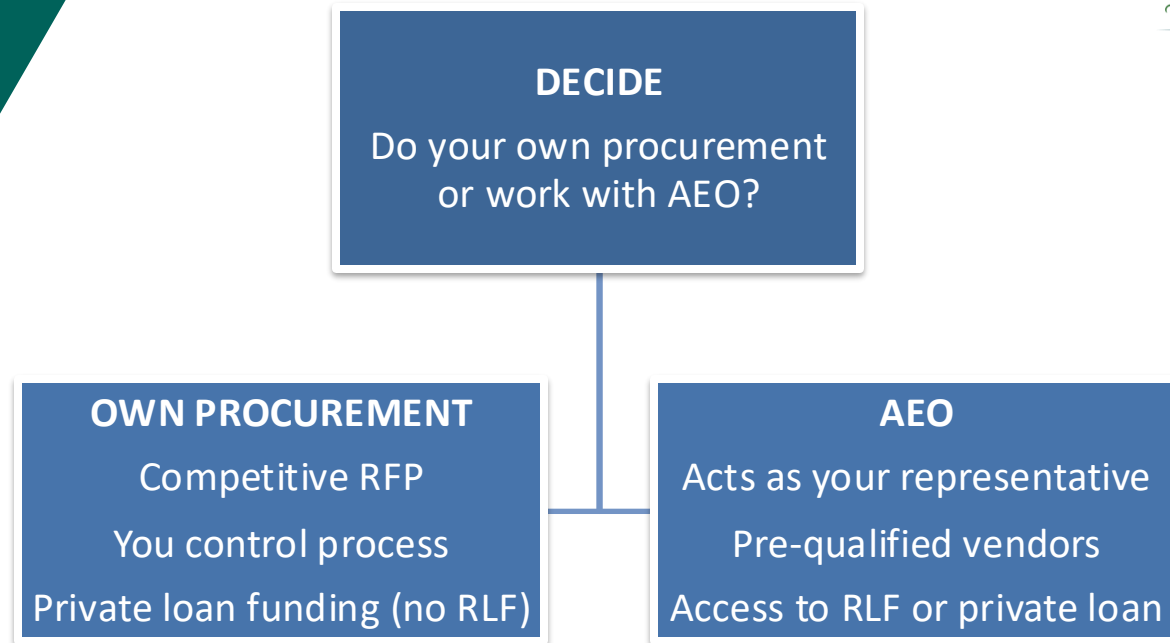 DECIDE
Do your own procurement
or work with AEO?
OWN PROCUREMENT
Competitive RFP
You control process
Private loan funding (no RLF)
AEO
Acts as your representative
Pre-qualified vendors
Access to RLF or private loan